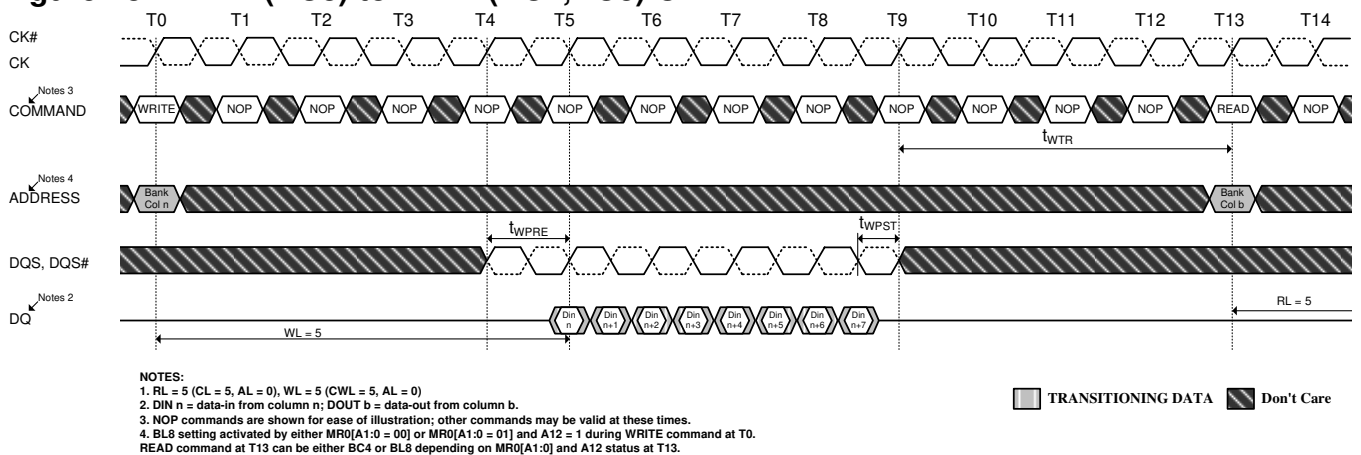 T0 T1 T2 T3 T4 T5 T6 T7 T8 T9 T10 T11 T12 T13 T14
CK#
CK
Notes 3
COMMAND
WRITE NOP NOP NOP NOP NOP NOP NOP NOP NOP NOP NOP NOP READ NOP
tWTR
Notes 4
ADDRESS
Bank
Col n
Bank
Col b
tWPRE
tWPST
DQS, DQS#
Notes 2
DQ
Din
n
Din
n+1
Din
n+2
Din
n+3
Din
n+4
Din
n+5
Din
n+6
Din
n+7
RL = 5
WL = 5
NOTES:
1. RL = 5 (CL = 5, AL = 0), WL = 5 (CWL = 5, AL = 0)
2. DIN n = data-in from column n; DOUT b = data-out from column b.
3. NOP commands are shown for ease of illustration; other commands may be valid at these times.
4. BL8 setting activated by either MR0[A1:0 = 00] or MR0[A1:0 = 01] and A12 = 1 during WRITE command at T0.
READ command at T13 can be either BC4 or BL8 depending on MR0[A1:0] and A12 status at T13.
TRANSITIONING DATA
Don't Care